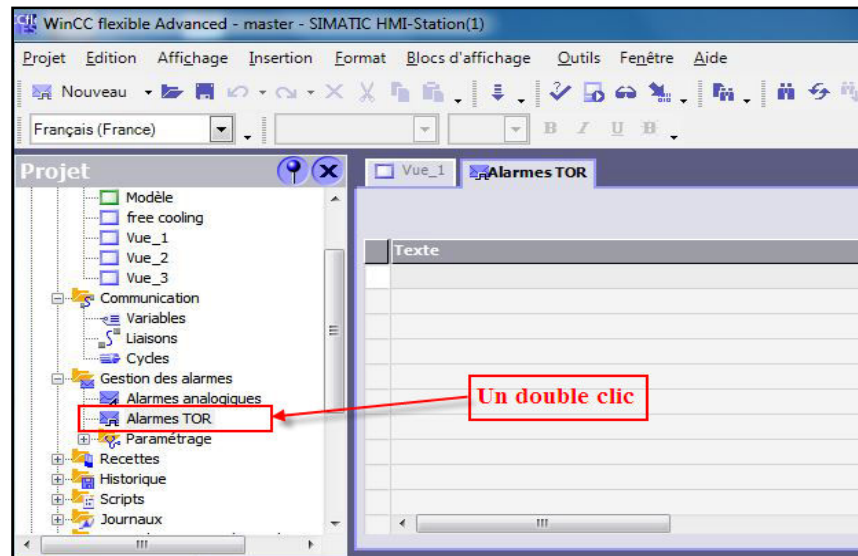 WinCC flexible Advanced - master - SIMATIC HMI-Station(1)
Projet Edition Affichage Insertion Format Blocs d'affichage Outils Fenêtre Aide
Nouveau
Français (France) B I U B
Projet
Vue_1 Alarmes TOR
Modèle
free cooling
Vue_1
Vue_2
Vue_3
Communication
Variables
Liaisons
Cycles
Gestion des alarmes
Alarmes analogiques
Alarmes TOR
Paramétrage
Recettes
Historique
Scripts
Journaux
Texte
Un double clic